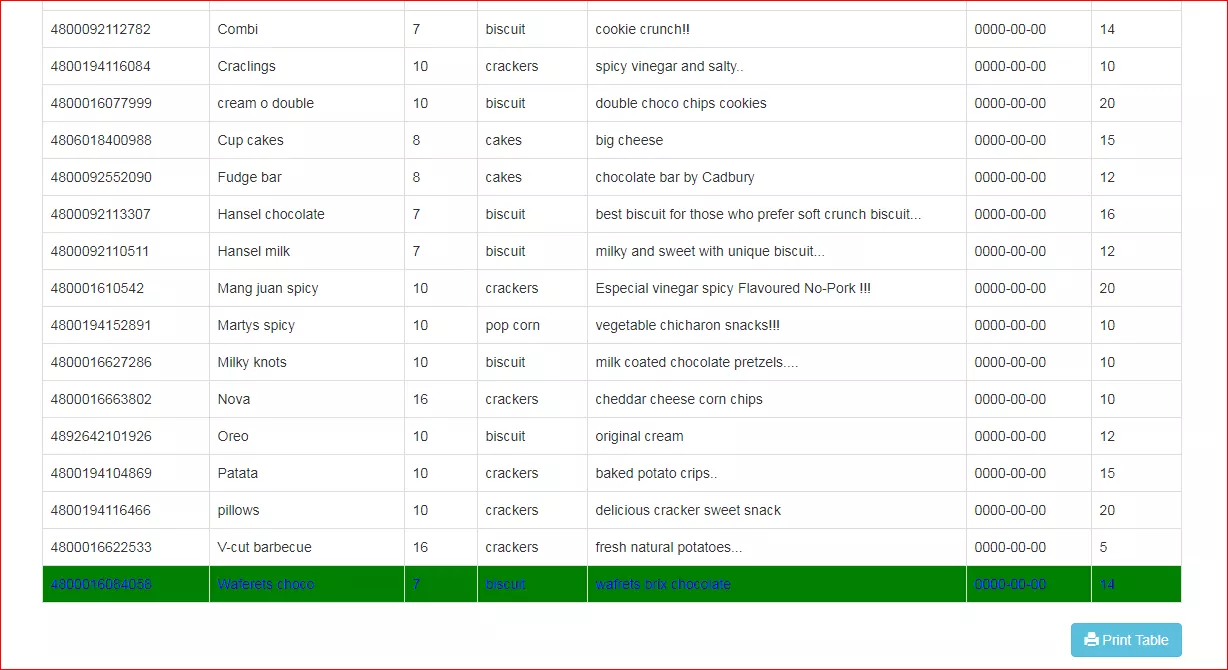 4800092112782 Combi 7 biscuit cookie crunch!! 0000-00-00 14
4800194116084 Craclings 10 crackers spicy vinegar and salty.. 0000-00-00 10
4800016077999 cream o double 10 biscuit double choco chips cookies 0000-00-00 20
4806018400988 Cup cakes 8 cakes big cheese 0000-00-00 15
4800092552090 Fudge bar 8 cakes chocolate bar by Cadbury 0000-00-00 12
4800092113307 Hansel chocolate 7 biscuit best biscuit for those who prefer soft crunch biscuit... 0000-00-00 16
4800092110511 Hansel milk 7 biscuit milky and sweet with unique biscuit... 0000-00-00 12
480001610542 Mang juan spicy 10 crackers Especial vinegar spicy Flavoured No-Pork !!! 0000-00-00 20
4800194152891 Martys spicy 10 pop corn vegetable chicharon snacks!!! 0000-00-00 10
4800016627286 Milky knots 10 biscuit milk coated chocolate pretzels.... 0000-00-00 10
4800016663802 Nova 16 crackers cheddar cheese corn chips 0000-00-00 10
4892642101926 Oreo 10 biscuit original cream 0000-00-00 12
4800194104869 Patata 10 crackers baked potato crips.. 0000-00-00 15
4800194116466 pillows 10 crackers delicious cracker sweet snack 0000-00-00 20
4800016622533 V-cut barbecue 16 crackers fresh natural potatoes... 0000-00-00 5
4800016084058 Waferets choco 7 biscuit wafrets brix chocolate 0000-00-00 14
Print Table